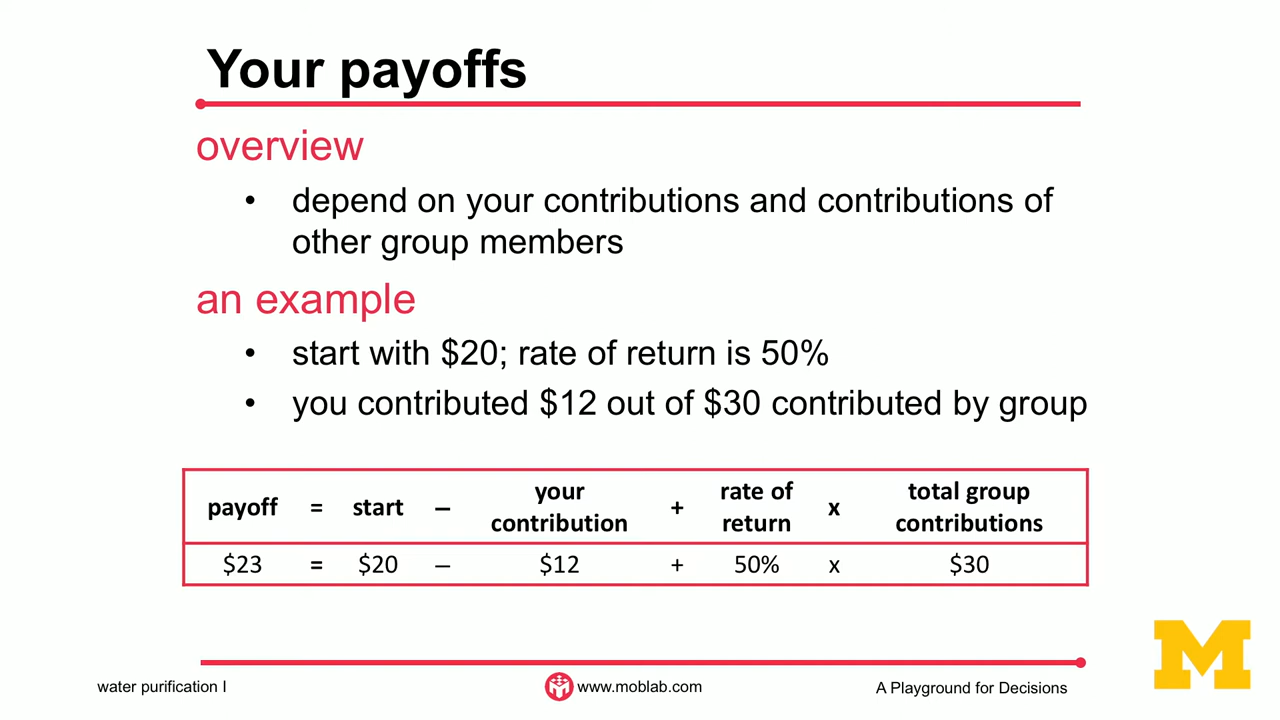 Your payoffs
overview
• depend on your contributions and contributions of
other group members
an example
• start with $20; rate of return is 50%
• you contributed $12 out of $30 contributed by group
payoff = start – your contribution + rate of return x total group contributions
$23 = $20 – $12 + 50% x $30
water purification I
www.moblab.com
A Playground for Decisions
M